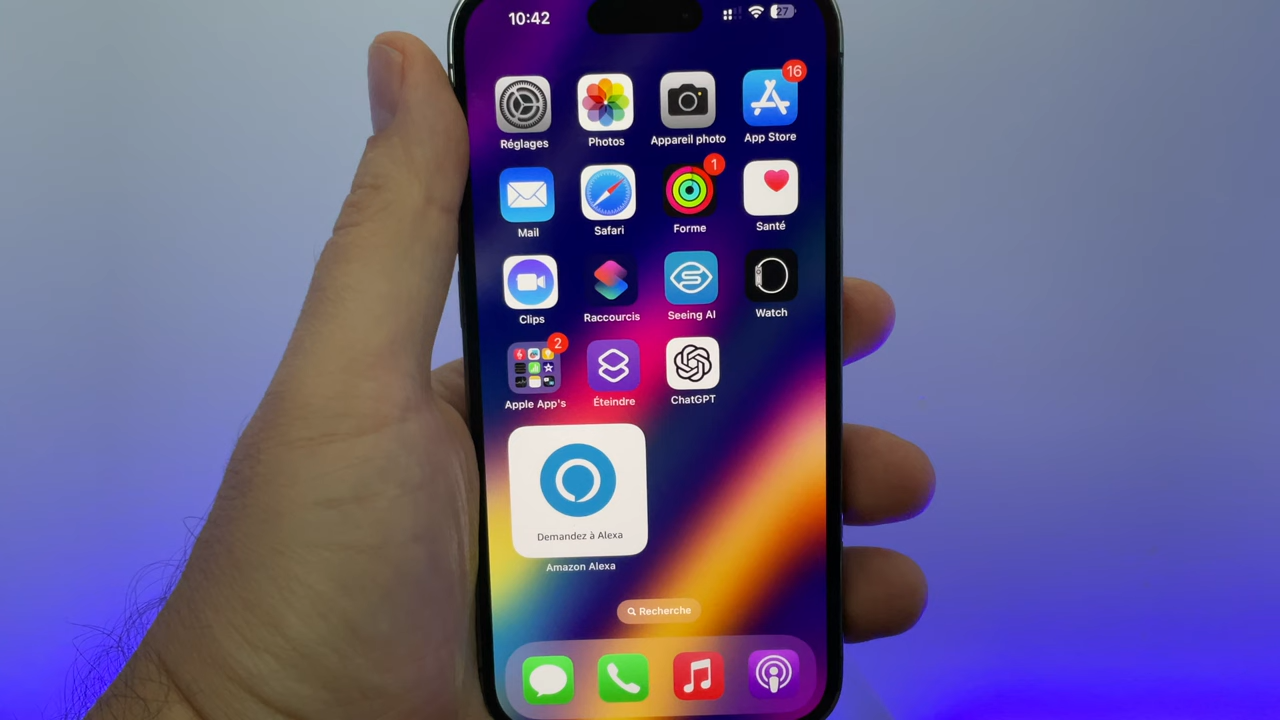 10:42
27
16
Réglages
Photos
Appareil photo
App Store
1
Mail
Safari
Forme
Santé
Clips
Raccourcis
Seeing AI
Watch
2
Apple App's
Éteindre
ChatGPT
Demandez à Alexa
Amazon Alexa
Recherche